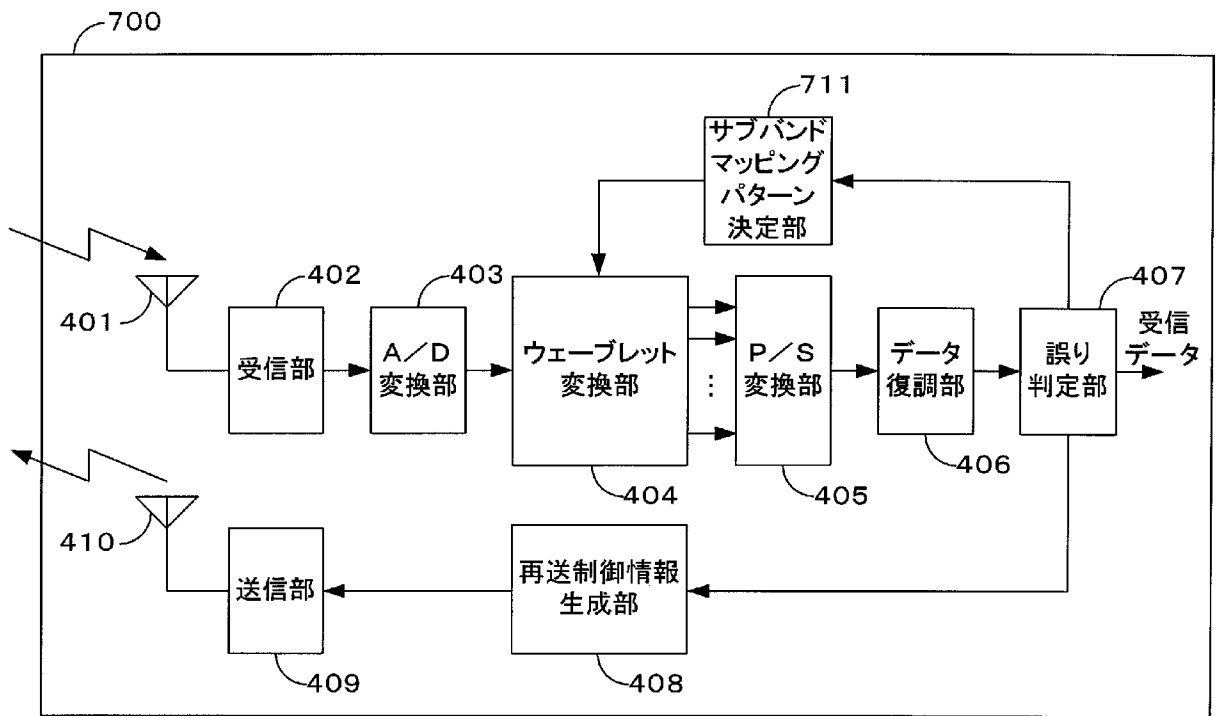 700
711
サブバンド
マッピング
パターン
決定部
401
402
受信部
403
A/D
変換部
ウェーブレット
変換部
404
P/S
変換部
405
データ
復調部
406
407
誤り
判定部
受信
データ
410
送信部
409
再送制御情報
生成部
408